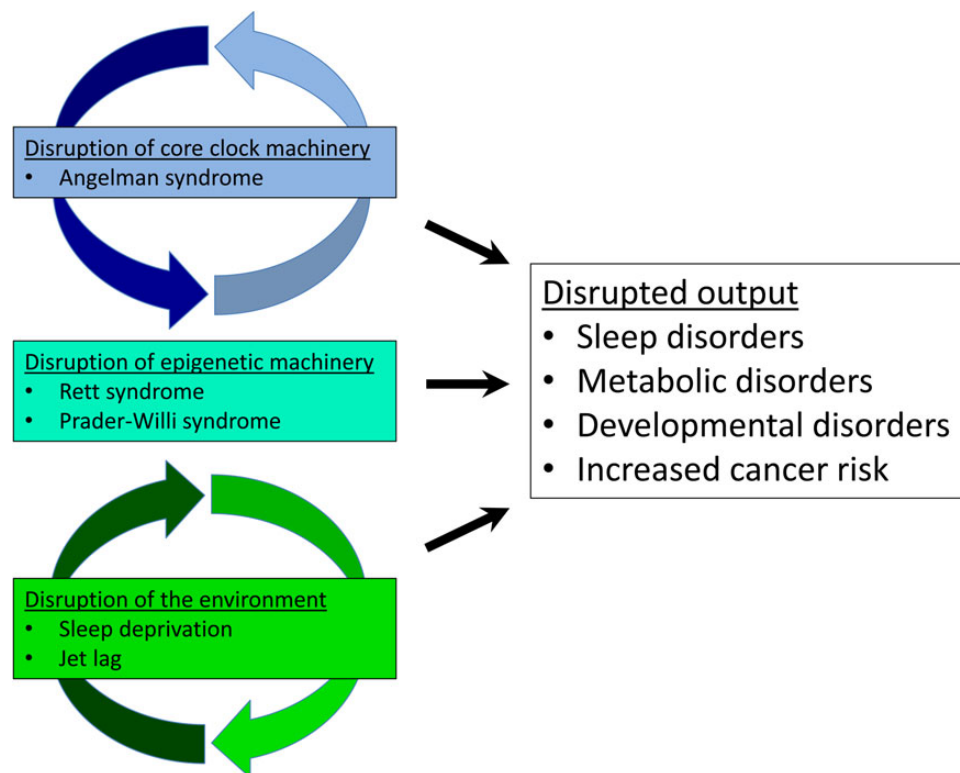 Disruption of core clock machinery
• Angelman syndrome
Disruption of epigenetic machinery
• Rett syndrome
• Prader-Willi syndrome
Disruption of the environment
• Sleep deprivation
• Jet lag
Disrupted output
• Sleep disorders
• Metabolic disorders
• Developmental disorders
• Increased cancer risk